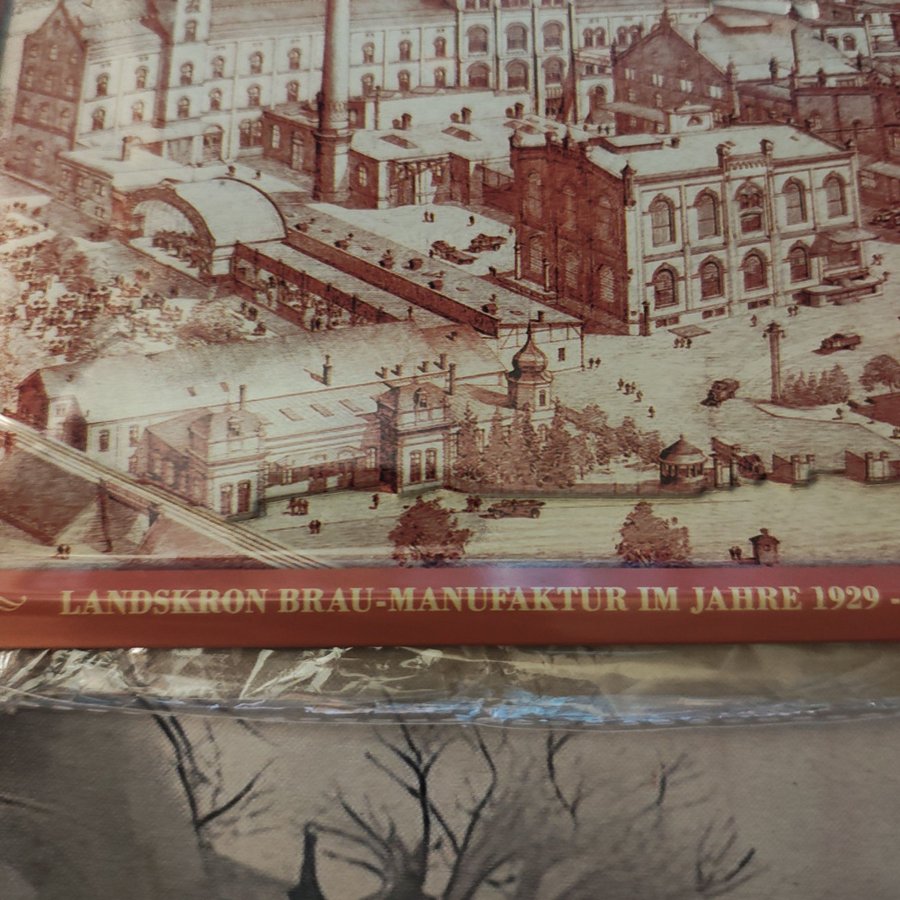 LANDSKRON BRAU-MANUFAKTUR IM JAHRE 1929 -